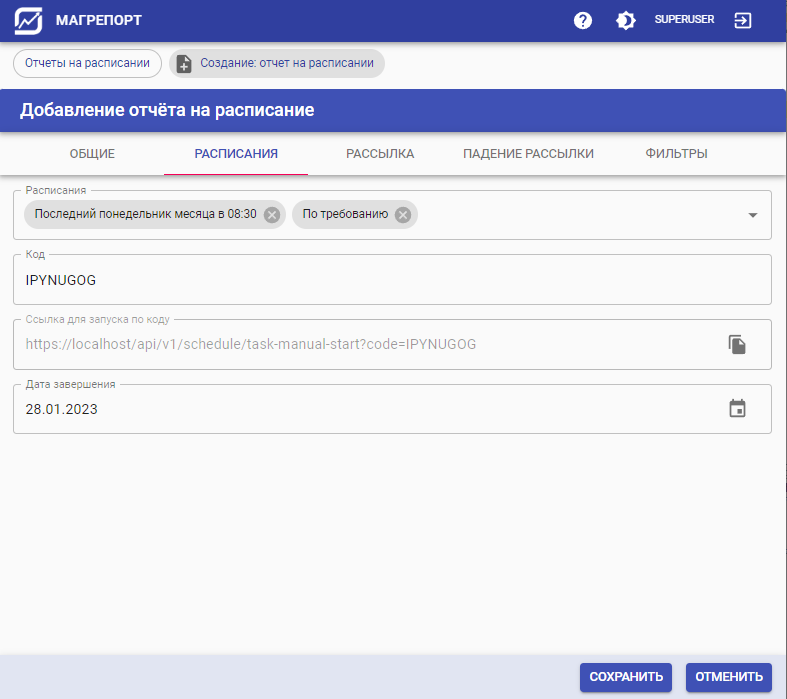 МАГРЕПОРТ
SUPERUSER
Отчеты на расписании
Создание: отчет на расписании
Добавление отчёта на расписание
ОБЩИЕ
РАСПИСАНИЯ
РАССЫЛКА
ПАДЕНИЕ РАССЫЛКИ
ФИЛЬТРЫ
Расписания
Последний понедельник месяца в 08:30
По требованию
Код
IPYNUGOG
Ссылка для запуска по коду
https://localhost/api/v1/schedule/task-manual-start?code=IPYNUGOG
Дата завершения
28.01.2023
СОХРАНИТЬ
ОТМЕНИТЬ